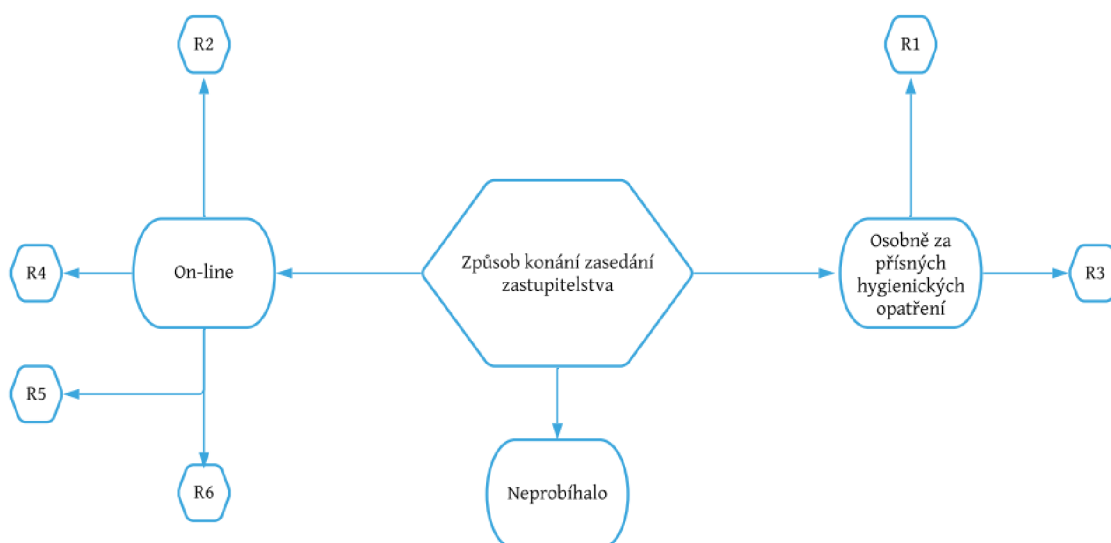 R2
R1
Způsob konání zasedání
zastupitelstva
On-line
Osobně za
přísných
hygienických
opatření
R4
R3
R5
R6
Neprobíhalo